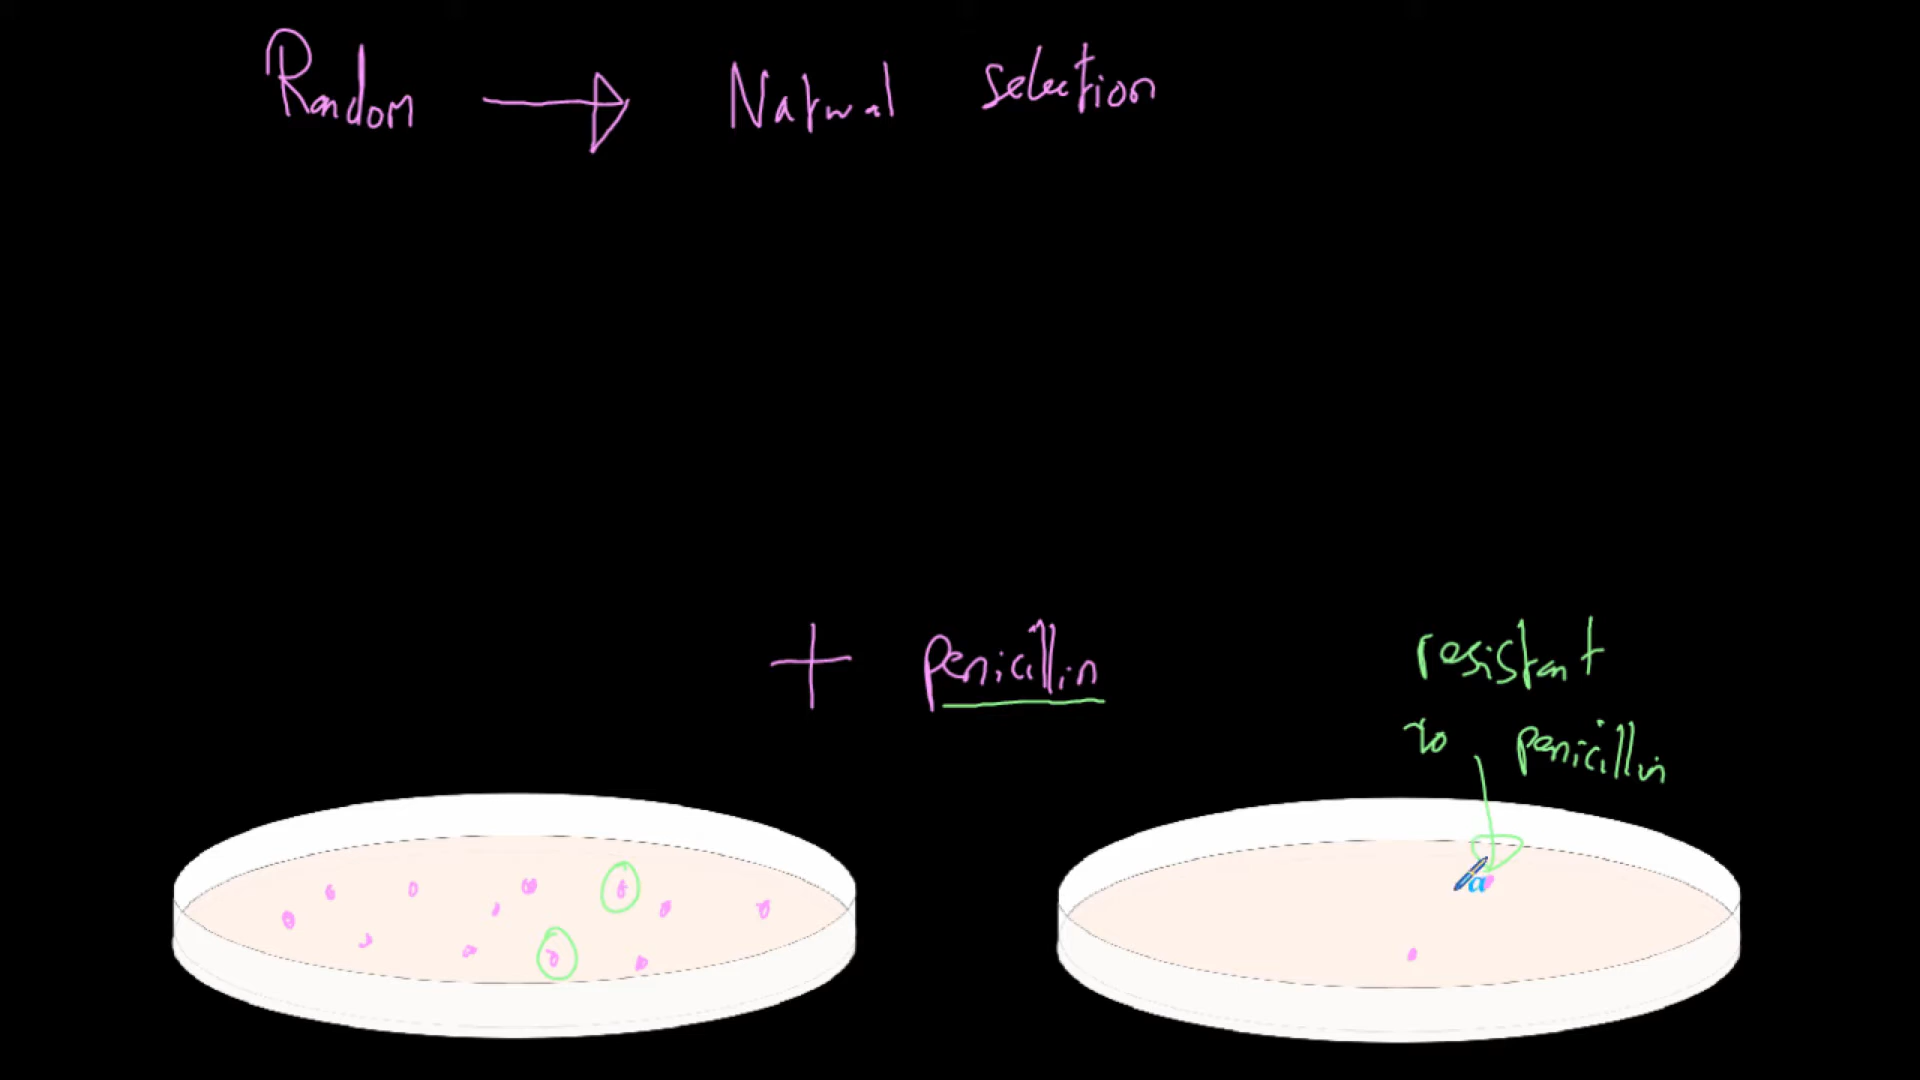 Random → Natural selection
+ penicillin
resistant
to penicillin
a